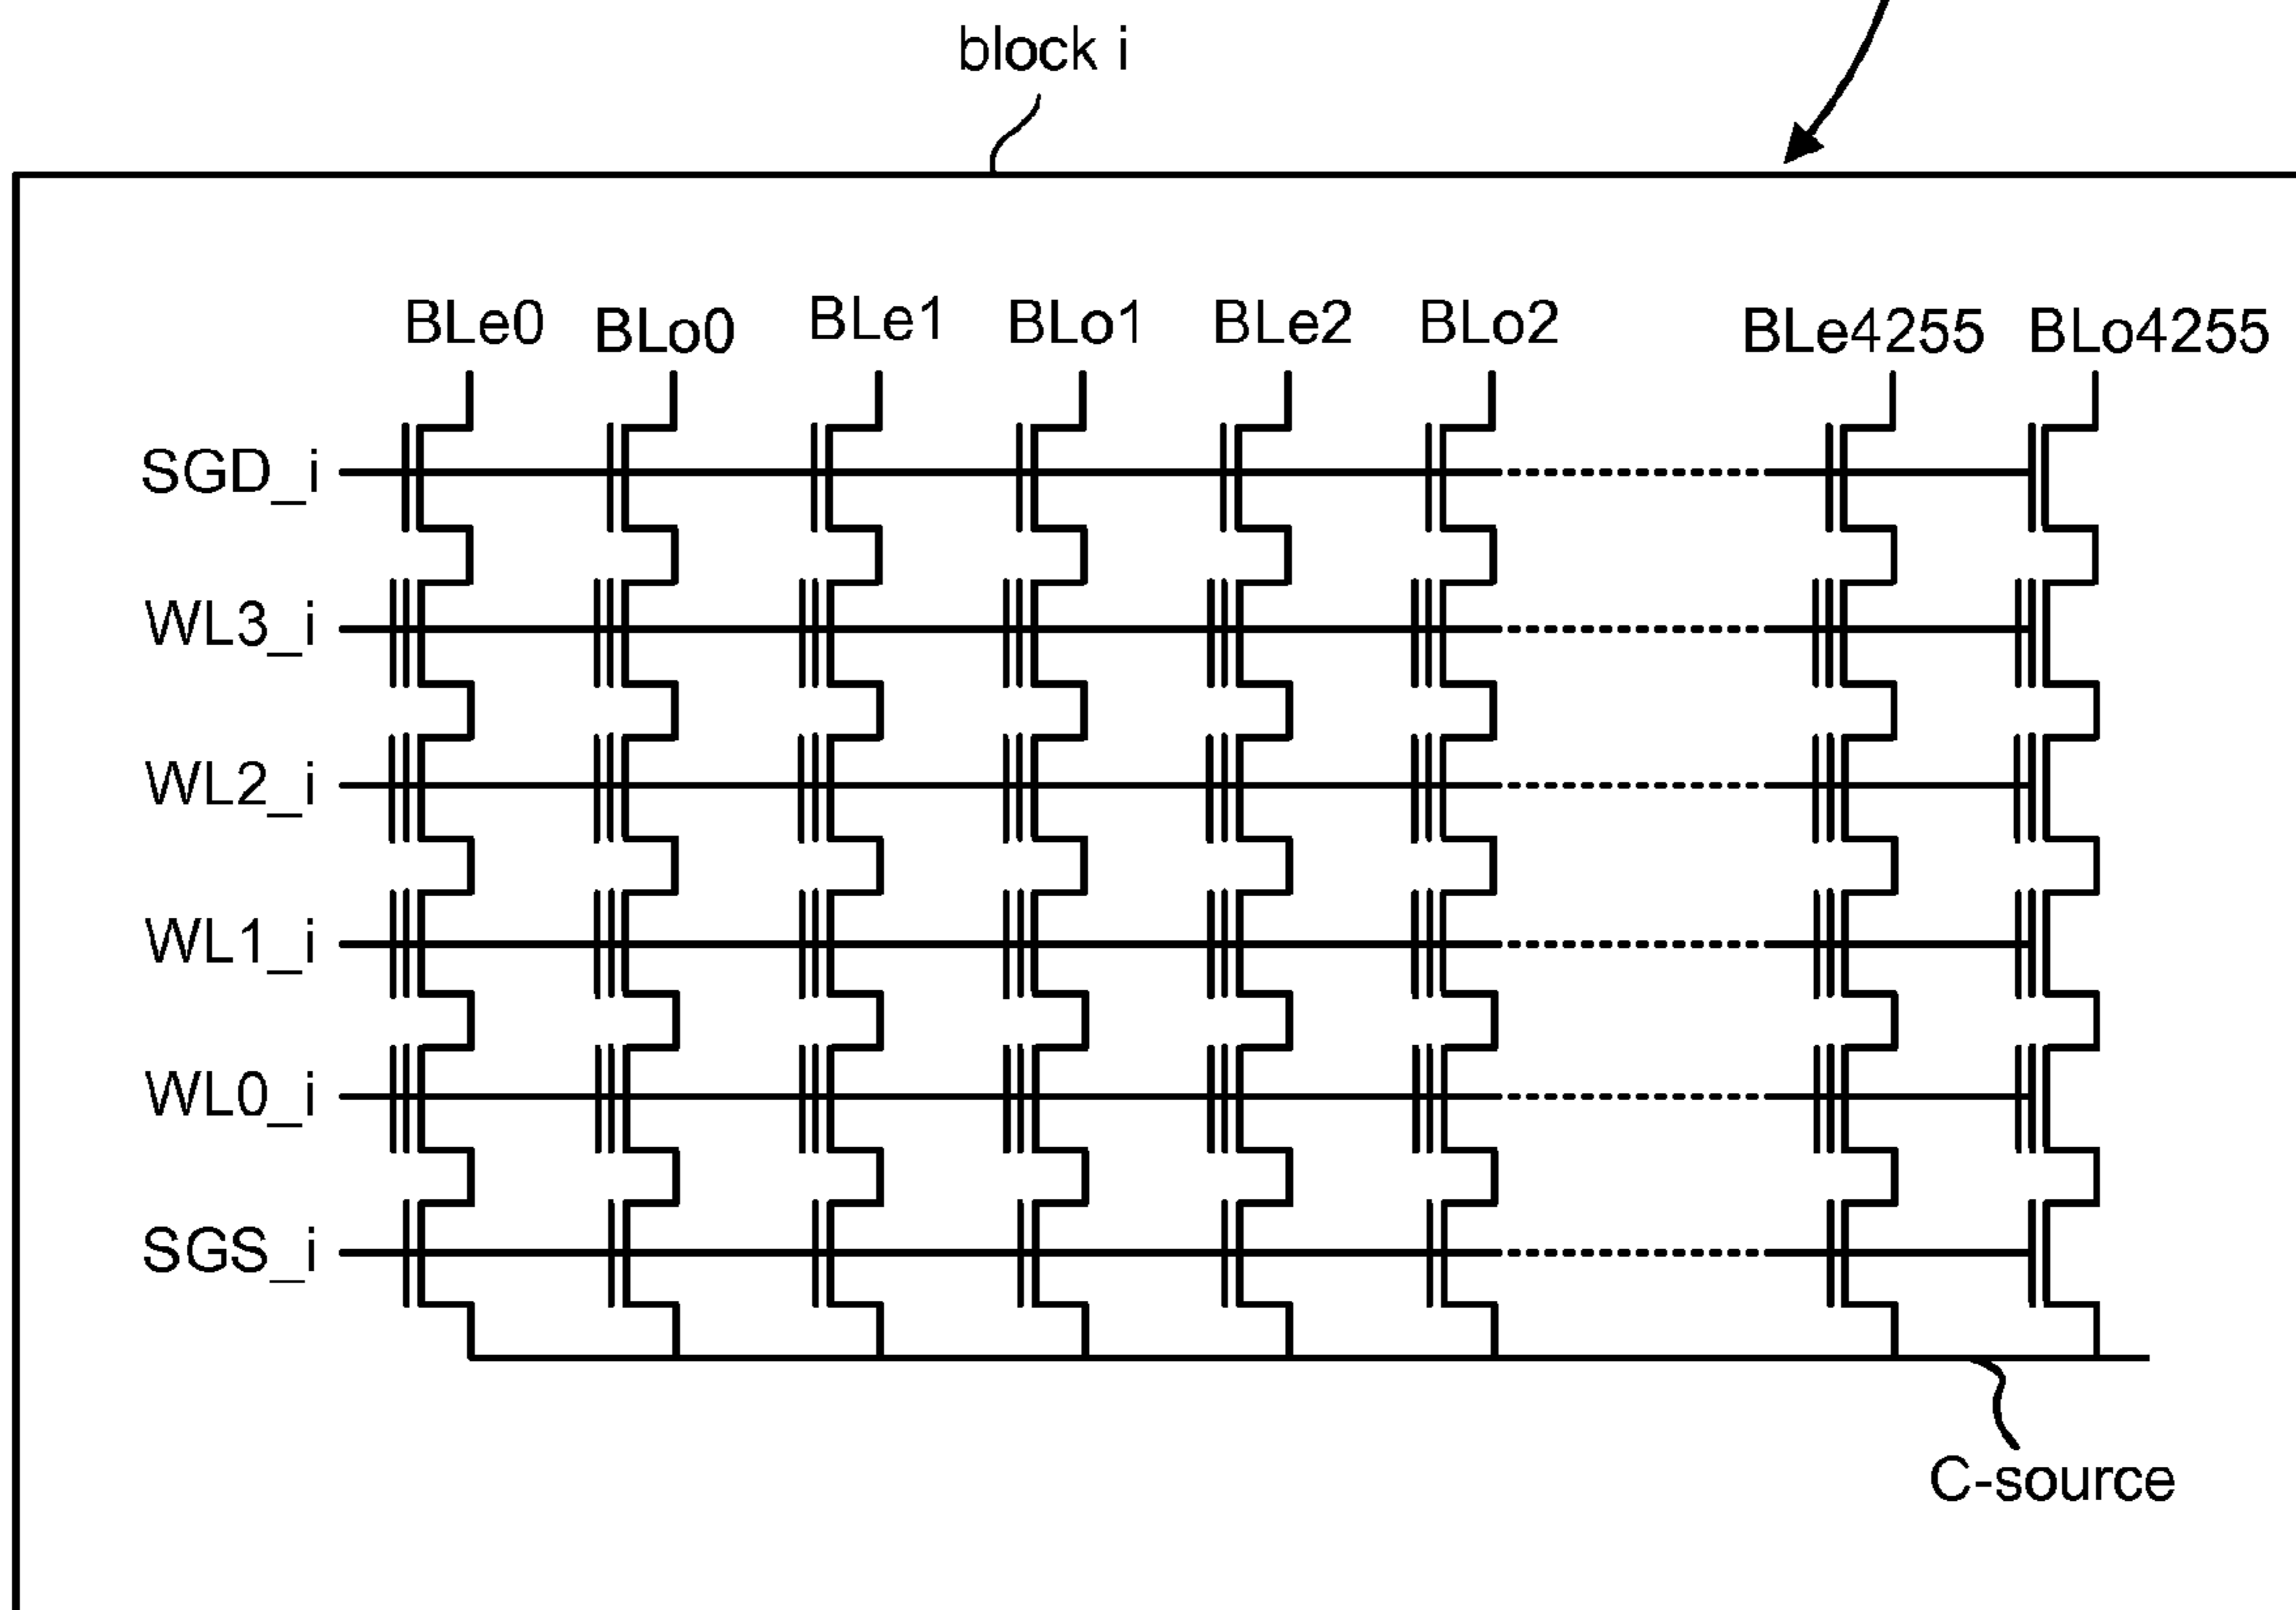 block i
BLe0 BLo0 BLe1 BLo1 BLe2 BLo2 BLe4255 BLo4255
SGD_i
WL3_i
WL2_i
WL1_i
WL0_i
SGS_i
C-source